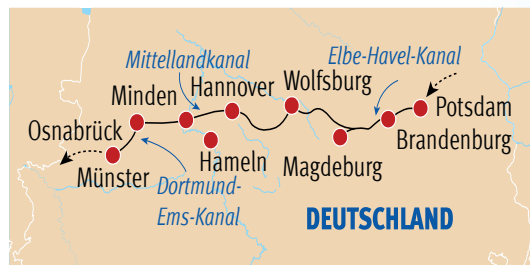 Mittellandkanal
Elbe-Havel-Kanal
Hannover
Wolfsburg
Minden
Potsdam
Osnabrück
Brandenburg
Hameln
Magdeburg
Münster
Dortmund-
Ems-Kanal
DEUTSCHLAND